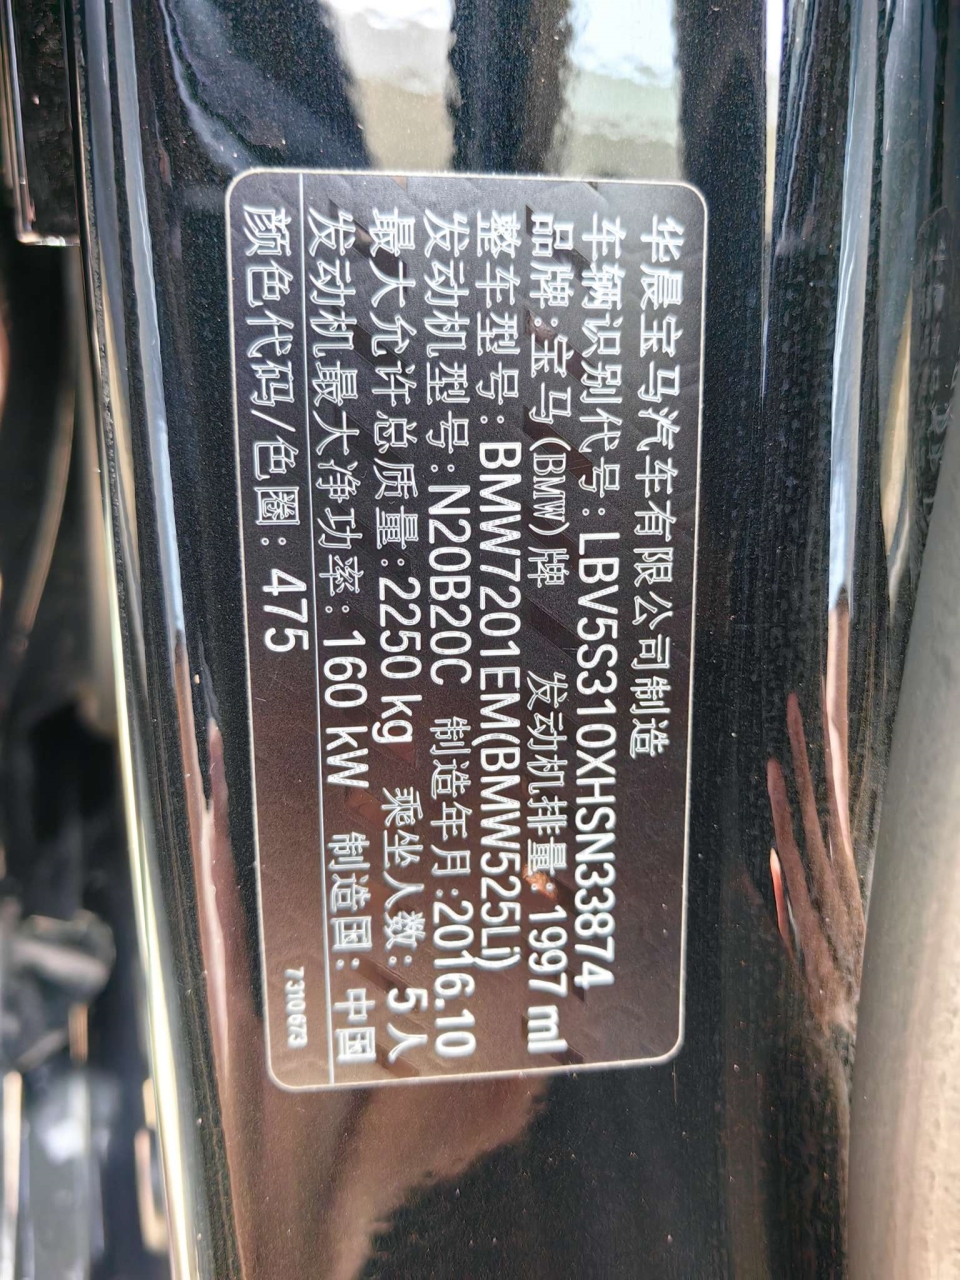 华晨宝马汽车有限公司制造
车辆识别代号：LBV5S310XHSN33874
品牌：宝马(BMW)牌 发动机排量：1997 ml
整车型号：BMW7201EM(BMW525Li)
发动机型号：N20B20C 制造年月：2016.10
最大允许总质量：2250 kg 乘坐人数：5人
发动机最大净功率：160 kW 制造国：中国
颜色代码/色圈：475
7310673